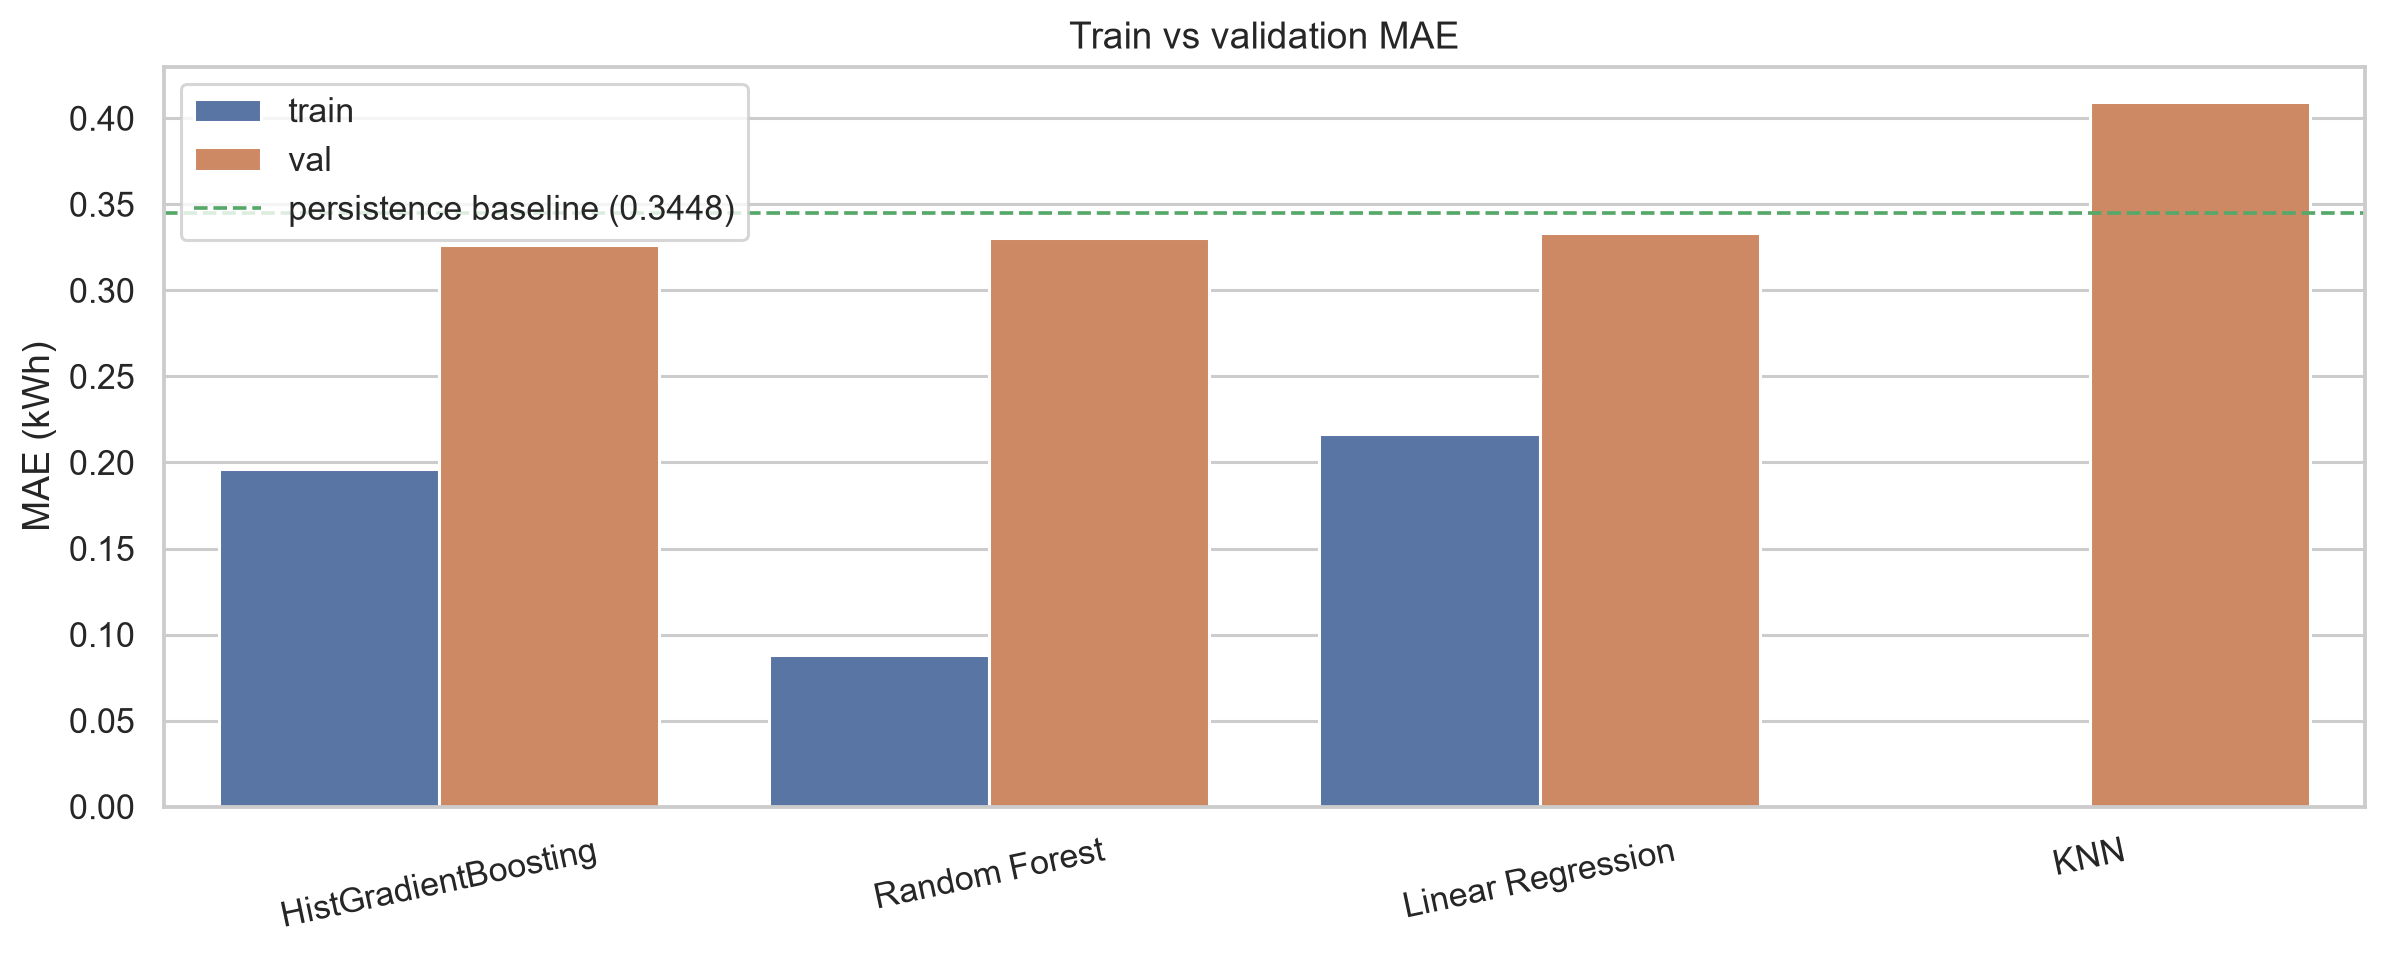 Train vs validation MAE
train
val
persistence baseline (0.3448)
MAE (kWh)
0.40
0.35
0.30
0.25
0.20
0.15
0.10
0.05
0.00
HistGradientBoosting
Random Forest
Linear Regression
KNN